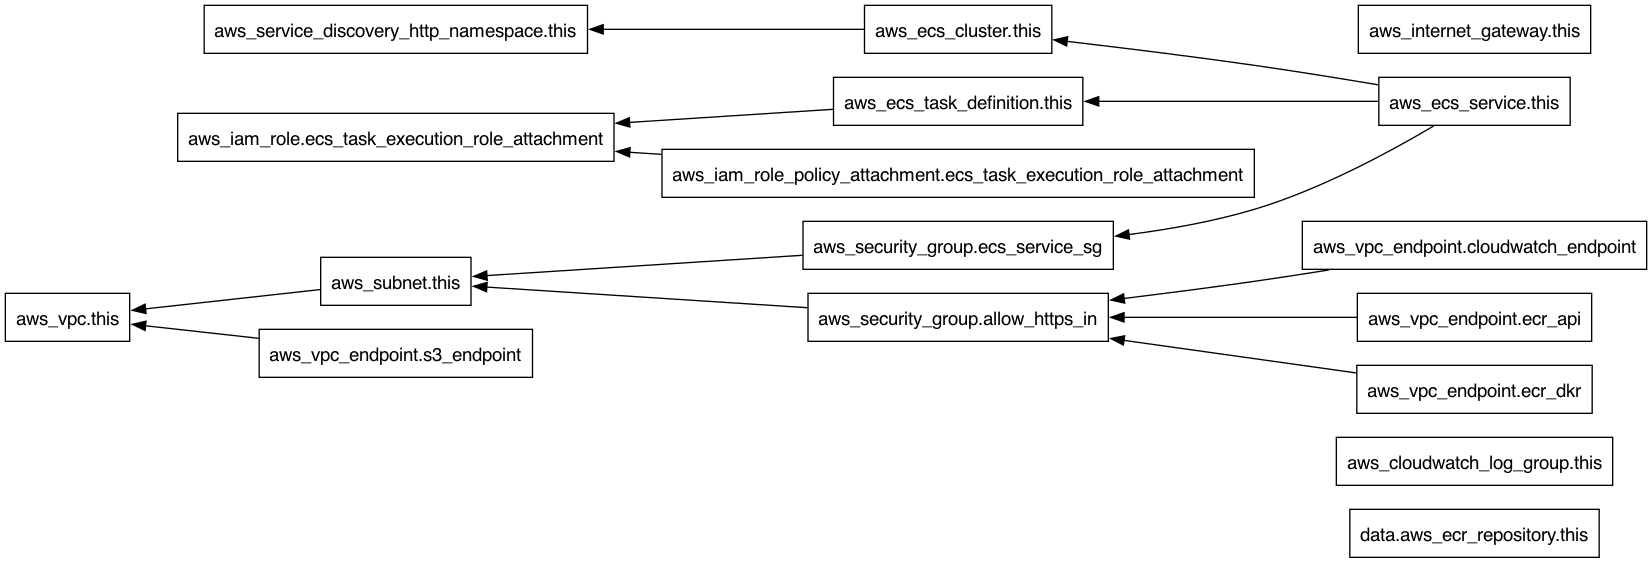 aws_service_discovery_http_namespace.this
aws_ecs_cluster.this
aws_internet_gateway.this
aws_ecs_task_definition.this
aws_ecs_service.this
aws_iam_role.ecs_task_execution_role_attachment
aws_iam_role_policy_attachment.ecs_task_execution_role_attachment
aws_security_group.ecs_service_sg
aws_vpc_endpoint.cloudwatch_endpoint
aws_subnet.this
aws_vpc.this
aws_security_group.allow_https_in
aws_vpc_endpoint.ecr_api
aws_vpc_endpoint.s3_endpoint
aws_vpc_endpoint.ecr_dkr
aws_cloudwatch_log_group.this
data.aws_ecr_repository.this